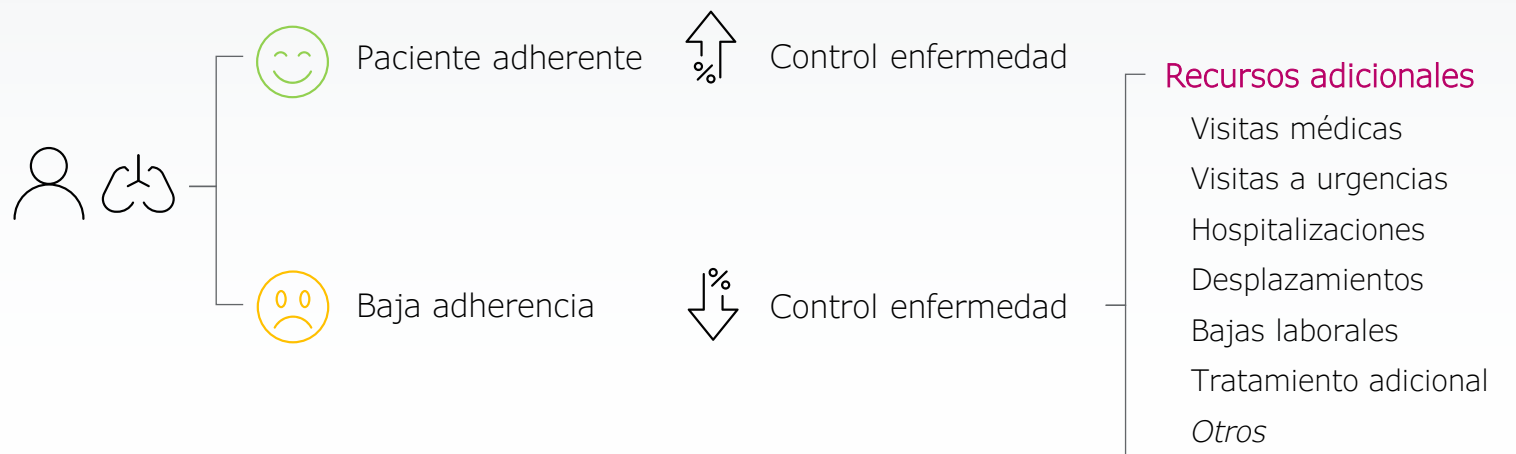 Paciente adherente
%
Control enfermedad
Baja adherencia
%
Control enfermedad
Recursos adicionales
Visitas médicas
Visitas a urgencias
Hospitalizaciones
Desplazamientos
Bajas laborales
Tratamiento adicional
Otros